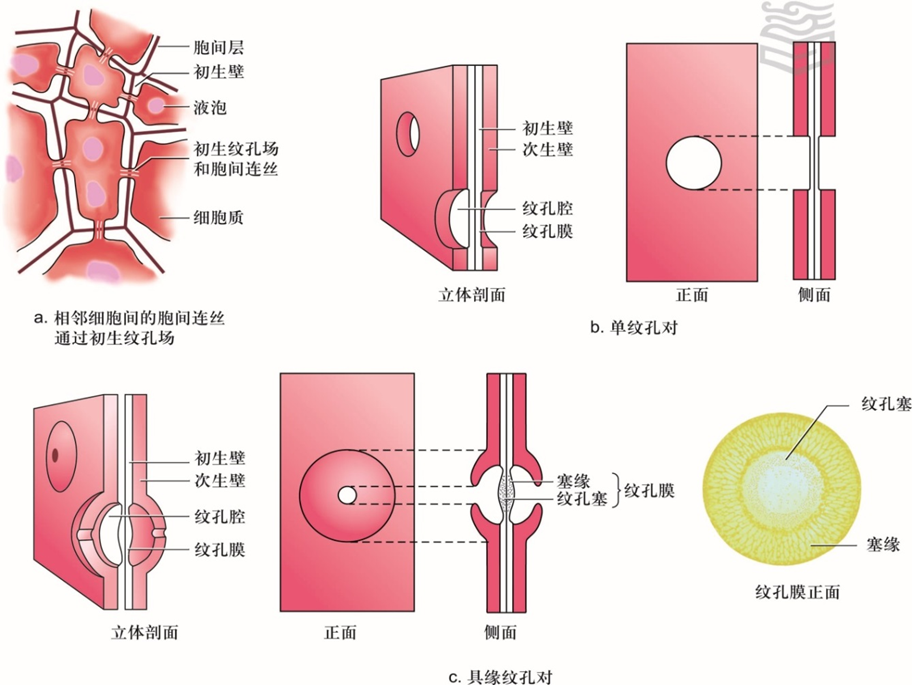 胞间层
初生壁
液泡
初生纹孔场
和胞间连丝
细胞质
a. 相邻细胞间的胞间连丝
通过初生纹孔场
初生壁
次生壁
纹孔腔
纹孔膜
立体剖面
正面
侧面
b. 单纹孔对
初生壁
次生壁
纹孔腔
纹孔膜
立体剖面
正面
塞缘
纹孔塞
纹孔膜
侧面
纹孔塞
塞缘
纹孔膜正面
c. 具缘纹孔对